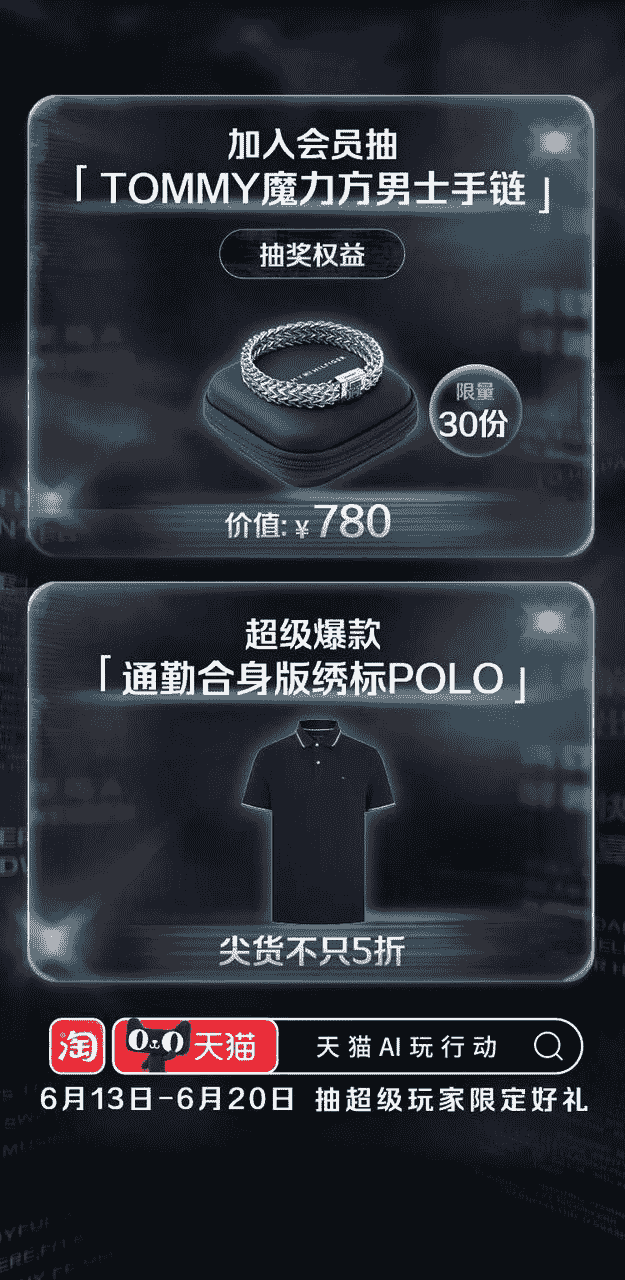 加入会员抽
「TOMMY魔力方男士手链」
抽奖权益
限量
30份
价值:¥780
超级爆款
「通勤合身版绣标POLO」
尖货不只5折
淘 天猫 天猫AI玩行动
6月13日-6月20日 抽超级玩家限定好礼